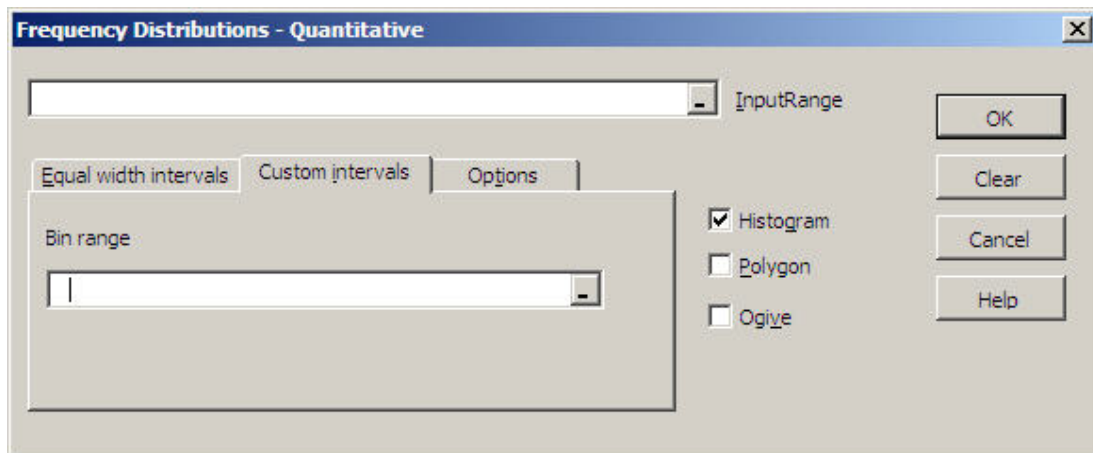 Frequency Distributions - Quantitative
InputRange
OK
Equal width intervals
Custom intervals
Options
Clear
Bin range
Histogram
Cancel
Polygon
Help
Ogive